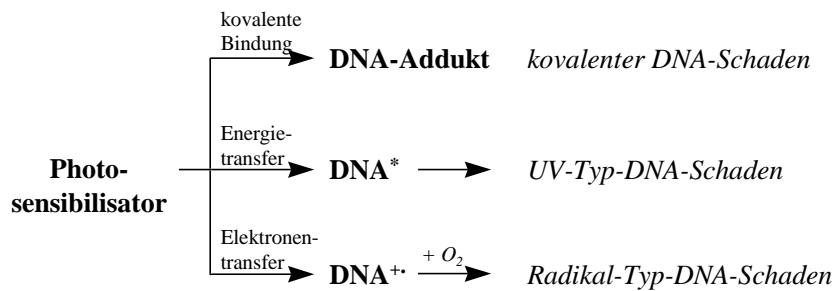 kovalente
Bindung
DNA-Addukt kovalenter DNA-Schaden
Energie-
transfer
Photo-
sensibilisator
DNA* UV-Typ-DNA-Schaden
Elektronen-
transfer
DNA+· + O2 Radikal-Typ-DNA-Schaden